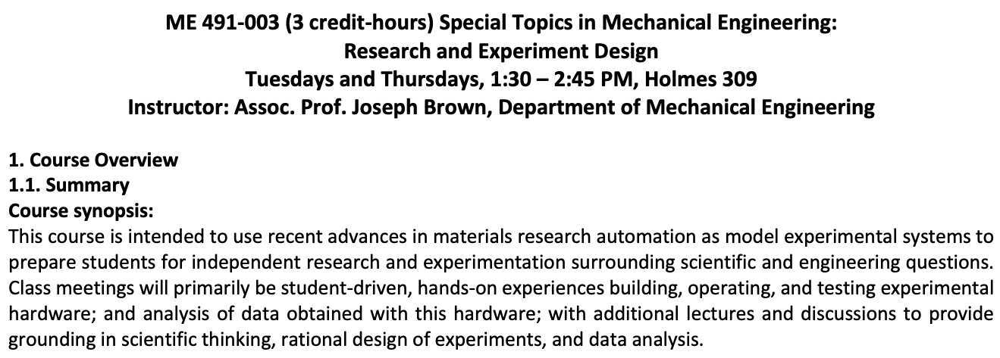 ME 491-003 (3 credit-hours) Special Topics in Mechanical Engineering:
Research and Experiment Design
Tuesdays and Thursdays, 1:30 – 2:45 PM, Holmes 309
Instructor: Assoc. Prof. Joseph Brown, Department of Mechanical Engineering
1. Course Overview
1.1. Summary
Course synopsis:
This course is intended to use recent advances in materials research automation as model experimental systems to
prepare students for independent research and experimentation surrounding scientific and engineering questions.
Class meetings will primarily be student-driven, hands-on experiences building, operating, and testing experimental
hardware; and analysis of data obtained with this hardware; with additional lectures and discussions to provide
grounding in scientific thinking, rational design of experiments, and data analysis.